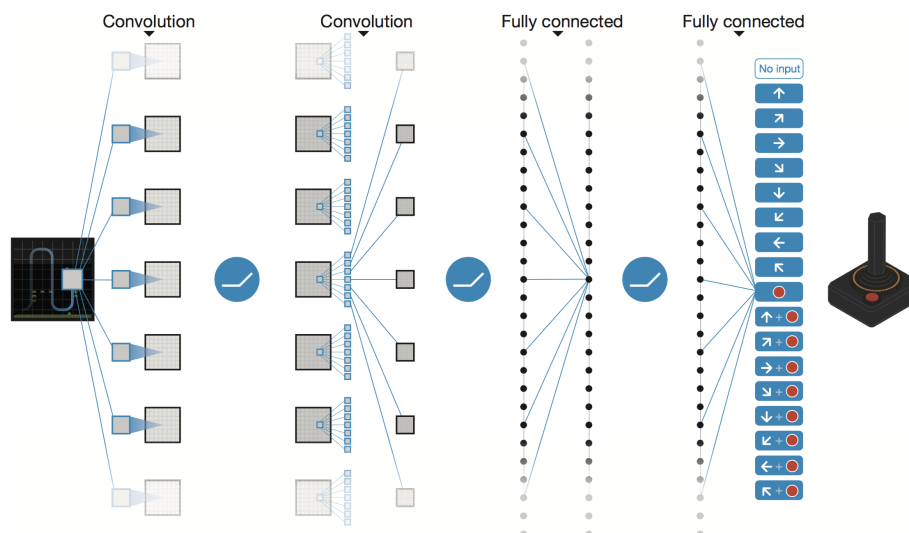 Convolution
Convolution
Fully connected
Fully connected
No input
+
+
+
+
+
+
+
+